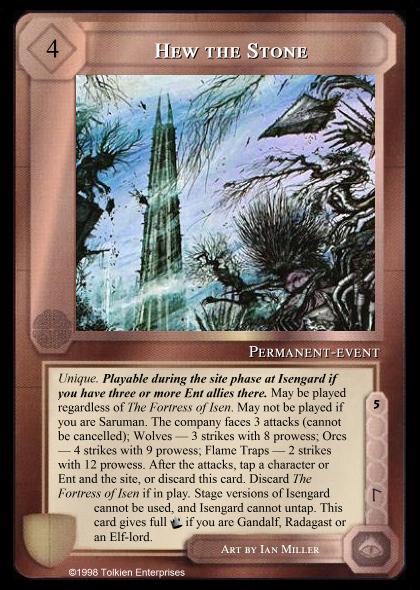 4
HEW THE STONE
PERMANENT-EVENT
Unique. Playable during the site phase at Isengard if
you have three or more Ent allies there. May be played
regardless of The Fortress of Isen. May not be played if
you are Saruman. The company faces 3 attacks (cannot
be cancelled); Wolves — 3 strikes with 8 prowess; Orcs
— 4 strikes with 9 prowess; Flame Traps — 2 strikes
with 12 prowess. After the attacks, tap a character or
Ent and the site, or discard this card. Discard The
Fortress of Isen if in play. Stage versions of Isengard
cannot be used, and Isengard cannot untap. This
card gives full if you are Gandalf, Radagast or
an Elf-lord.
5
ART BY IAN MILLER
©1998 Tolkien Enterprises